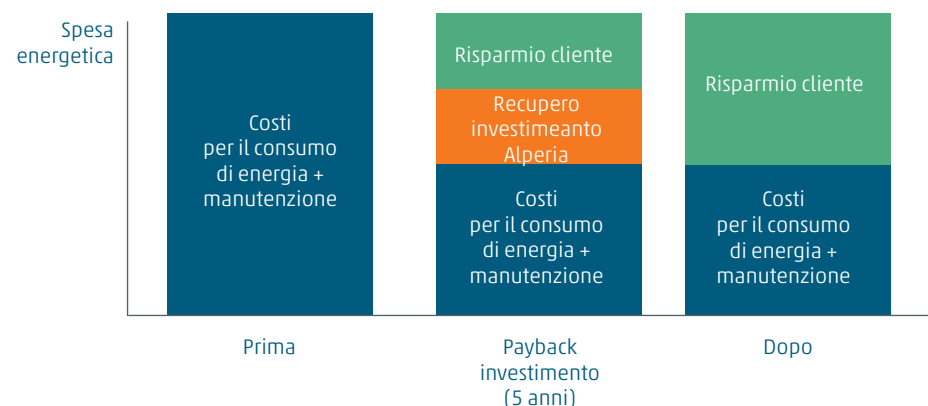 Spesa
energetica
Costi
per il consumo
di energia +
manutenzione
Risparmio cliente
Recupero
investimeanto
Alperia
Costi
per il consumo
di energia +
manutenzione
Risparmio cliente
Costi
per il consumo
di energia +
manutenzione
Prima
Payback
investimento
(5 anni)
Dopo